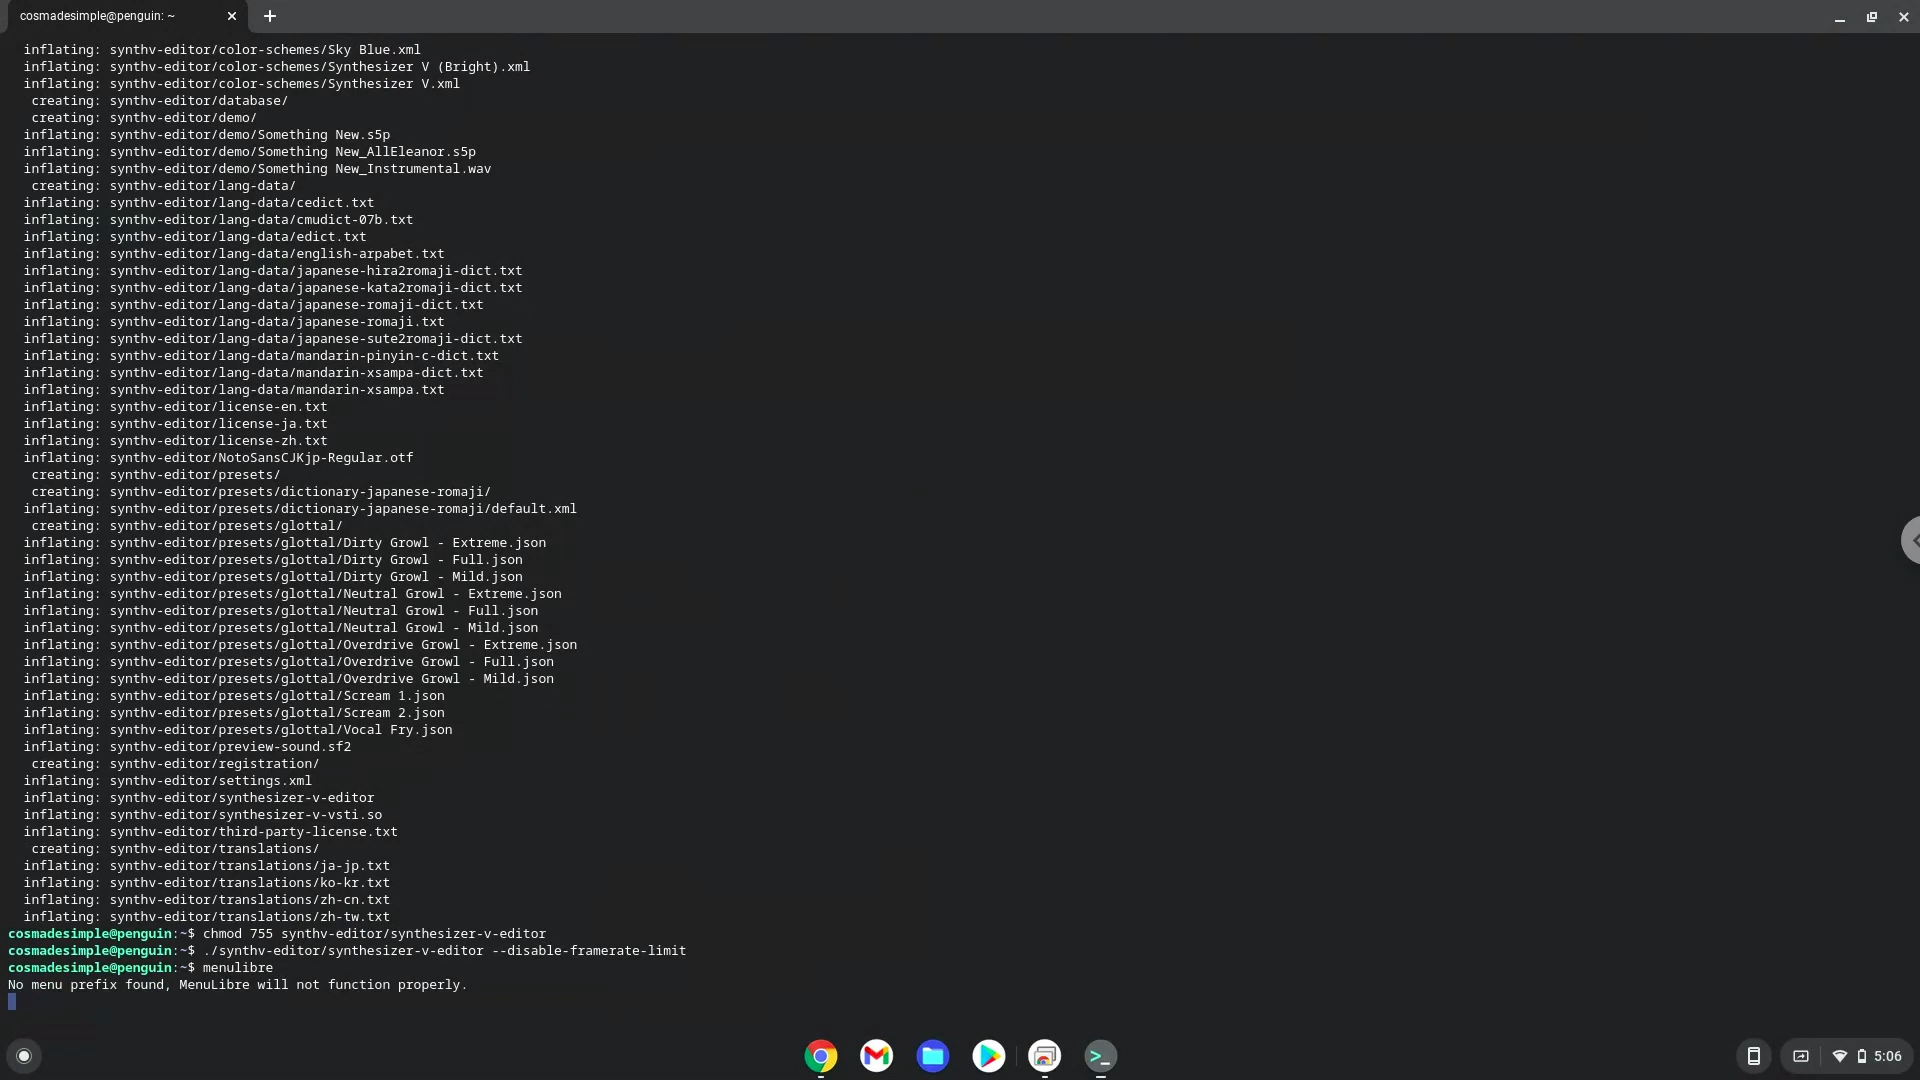 cosmadesimple@penguin: ~
inflating: synthv-editor/color-schemes/Sky Blue.xml
inflating: synthv-editor/color-schemes/Synthesizer V (Bright).xml
inflating: synthv-editor/color-schemes/Synthesizer V.xml
creating: synthv-editor/database/
creating: synthv-editor/demo/
inflating: synthv-editor/demo/Something New.s5p
inflating: synthv-editor/demo/Something New_AllEleanor.s5p
inflating: synthv-editor/demo/Something New_Instrumental.wav
creating: synthv-editor/lang-data/
inflating: synthv-editor/lang-data/cedict.txt
inflating: synthv-editor/lang-data/cmudict-07b.txt
inflating: synthv-editor/lang-data/edict.txt
inflating: synthv-editor/lang-data/english-arpabet.txt
inflating: synthv-editor/lang-data/japanese-hira2romaji-dict.txt
inflating: synthv-editor/lang-data/japanese-kata2romaji-dict.txt
inflating: synthv-editor/lang-data/japanese-romaji-dict.txt
inflating: synthv-editor/lang-data/japanese-romaji.txt
inflating: synthv-editor/lang-data/japanese-sute2romaji-dict.txt
inflating: synthv-editor/lang-data/mandarin-pinyin-c-dict.txt
inflating: synthv-editor/lang-data/mandarin-xsampa-dict.txt
inflating: synthv-editor/lang-data/mandarin-xsampa.txt
inflating: synthv-editor/license-en.txt
inflating: synthv-editor/license-ja.txt
inflating: synthv-editor/license-zh.txt
inflating: synthv-editor/NotoSansCJKjp-Regular.otf
creating: synthv-editor/presets/
creating: synthv-editor/presets/dictionary-japanese-romaji/
inflating: synthv-editor/presets/dictionary-japanese-romaji/default.xml
creating: synthv-editor/presets/glottal/
inflating: synthv-editor/presets/glottal/Dirty Growl - Extreme.json
inflating: synthv-editor/presets/glottal/Dirty Growl - Full.json
inflating: synthv-editor/presets/glottal/Dirty Growl - Mild.json
inflating: synthv-editor/presets/glottal/Neutral Growl - Extreme.json
inflating: synthv-editor/presets/glottal/Neutral Growl - Full.json
inflating: synthv-editor/presets/glottal/Neutral Growl - Mild.json
inflating: synthv-editor/presets/glottal/Overdrive Growl - Extreme.json
inflating: synthv-editor/presets/glottal/Overdrive Growl - Full.json
inflating: synthv-editor/presets/glottal/Overdrive Growl - Mild.json
inflating: synthv-editor/presets/glottal/Scream 1.json
inflating: synthv-editor/presets/glottal/Scream 2.json
inflating: synthv-editor/presets/glottal/Vocal Fry.json
inflating: synthv-editor/preview-sound.sf2
creating: synthv-editor/registration/
inflating: synthv-editor/settings.xml
inflating: synthv-editor/synthesizer-v-editor
inflating: synthv-editor/synthesizer-v-vsti.so
inflating: synthv-editor/third-party-license.txt
creating: synthv-editor/translations/
inflating: synthv-editor/translations/ja-jp.txt
inflating: synthv-editor/translations/ko-kr.txt
inflating: synthv-editor/translations/zh-cn.txt
inflating: synthv-editor/translations/zh-tw.txt
cosmadesimple@penguin:~$ chmod 755 synthv-editor/synthesizer-v-editor
cosmadesimple@penguin:~$ ./synthv-editor/synthesizer-v-editor --disable-framerate-limit
cosmadesimple@penguin:~$ menulibre
No menu prefix found, MenuLibre will not function properly.
5:06